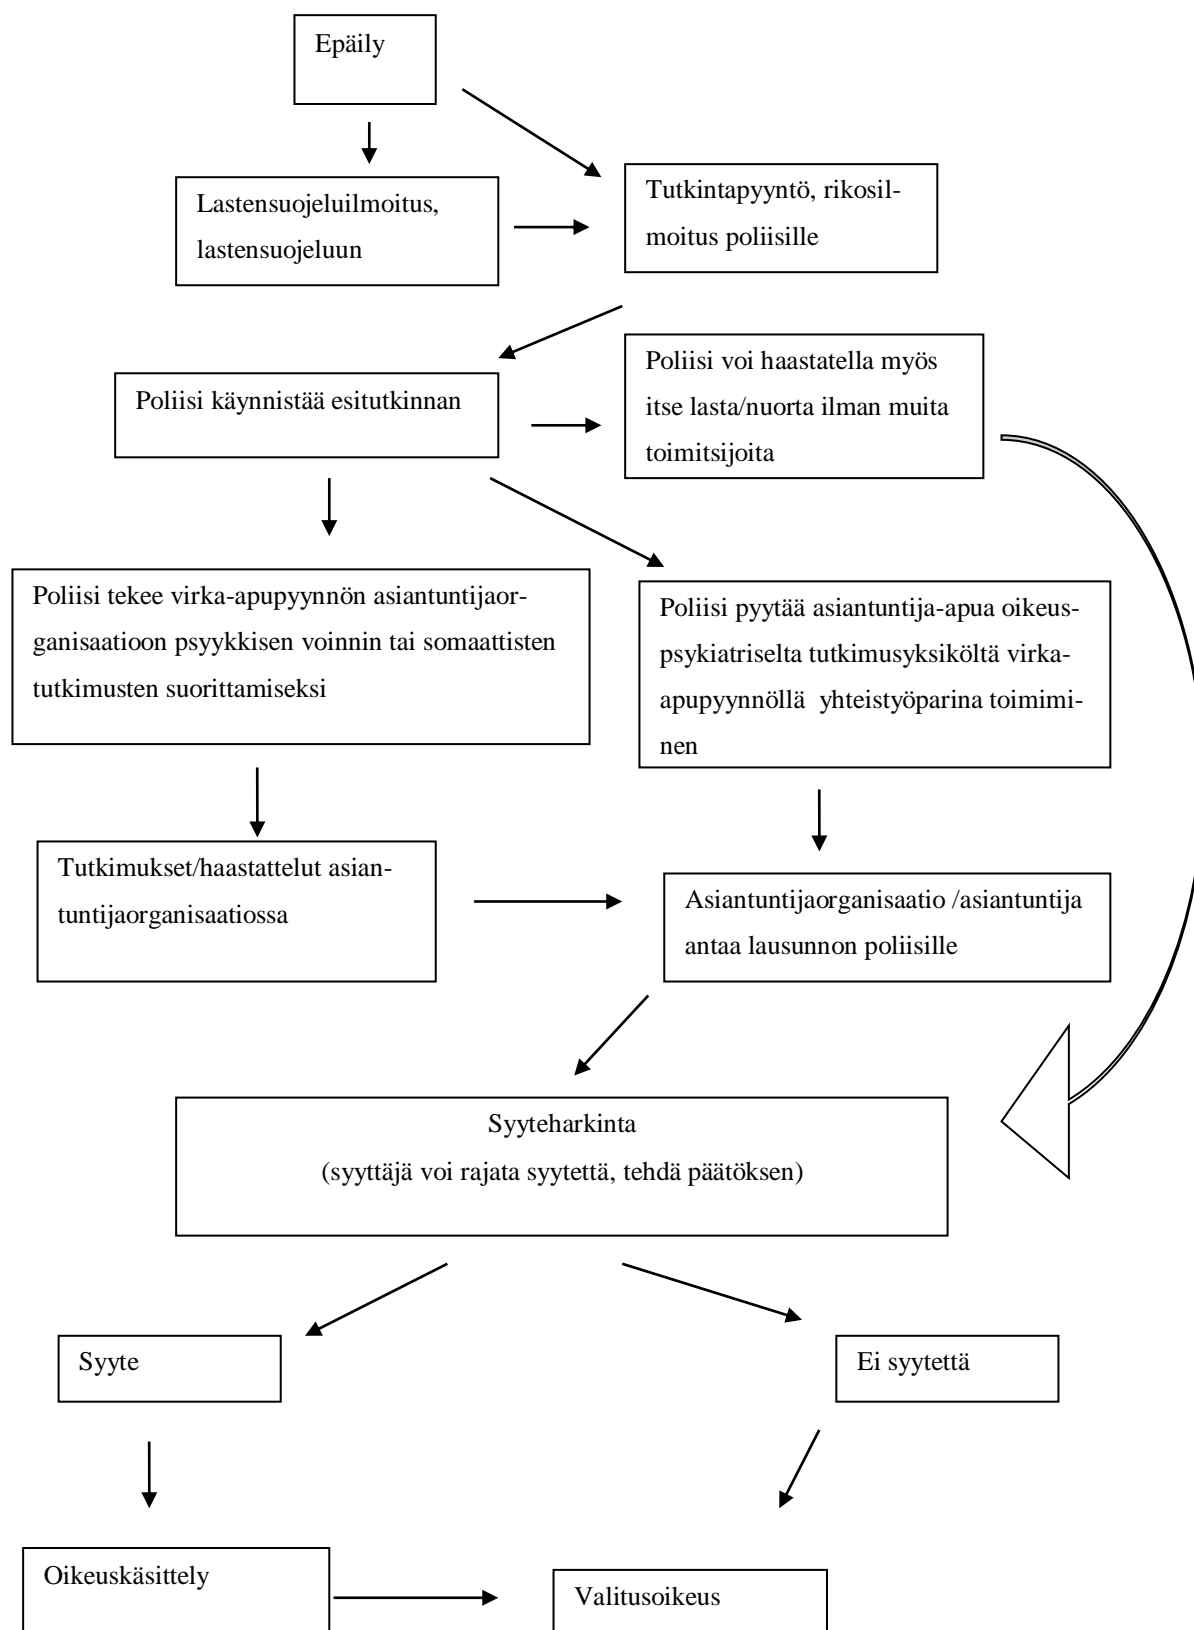 Epäily
Lastensuojeluilmoitus,
lastensuojeluun
Tutkintapyyntö, rikosil-
moitus poliisille
Poliisi käynnistää esitutkinnan
Poliisi voi haastatella myös
itse lasta/nuorta ilman muita
toimitsijoita
Poliisi tekee virka-apupyynnön asiantuntijaor-
ganisaatioon psyykkisen voinnin tai somaattisten
tutkimusten suorittamiseksi
Poliisi pyytää asiantuntija-apua oikeus-
psykiatriselta tutkimusyksiköltä virka-
apupyynnöllä  yhteistyöparina toimimi-
nen
Tutkimukset/haastattelut asian-
tuntijaorganisaatiossa
Asiantuntijaorganisaatio /asiantuntija
antaa lausunnon poliisille
Syyteharkinta
(syyttäjä voi rajata syytettä, tehdä päätöksen)
Syyte
Ei syytettä
Oikeuskäsittely
Valitusoikeus